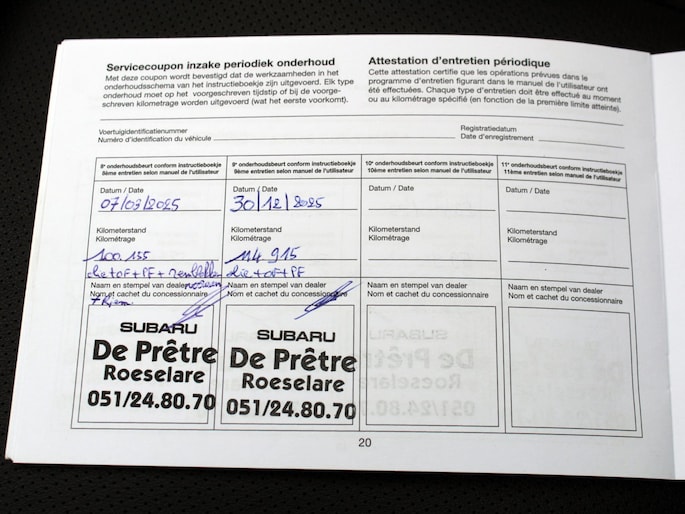 Servicecoupon inzake periodiek onderhoud
Met deze coupon wordt bevestigd dat de werkzaamheden in het
onderhoudsschema van het instructieboekje zijn uitgevoerd. Elk type
onderhoud moet op het voorgeschreven tijdstip of bij de voorge-
schreven kilometrage worden uitgevoerd (wat het eerste voorkomt).
Attestation d'entretien périodique
Cette attestation certifie que les opérations prévues dans le
programme d'entretien figurant dans le manuel de l'utilisateur ont
été effectuées. Chaque type d'entretien doit être effectué au moment
ou au kilométrage spécifié (en fonction de la première limite atteinte).
Voertuigidentificatienummer
Numéro d'identification du véhicule
Registratiedatum
Date d'enregistrement
8e onderhoudsbeurt conform instructieboekje
8ème entretien selon manuel de l'utilisateur
Datum / Date
07/03/2025
Kilometerstand
Kilométrage
100.155
olie+OF+PF+
Naam en stempel van dealer
Nom et cachet du concessionnaire
SUBARU
De Prêtre
Roeselare
051/24.80.70
9e onderhoudsbeurt conform instructieboekje
9ème entretien selon manuel de l'utilisateur
Datum / Date
30/12/2025
Kilometerstand
Kilométrage
114.915
olie+OF+PF
Naam en stempel van dealer
Nom et cachet du concessionnaire
SUBARU
De Prêtre
Roeselare
051/24.80.70
10e onderhoudsbeurt conform instructieboekje
10ème entretien selon manuel de l'utilisateur
Datum / Date
Kilometerstand
Kilométrage
Naam en stempel van dealer
Nom et cachet du concessionnaire
11e onderhoudsbeurt conform instructieboekje
11ème entretien selon manuel de l'utilisateur
Datum / Date
Kilometerstand
Kilométrage
Naam en stempel van dealer
Nom et cachet du concessionnaire
20